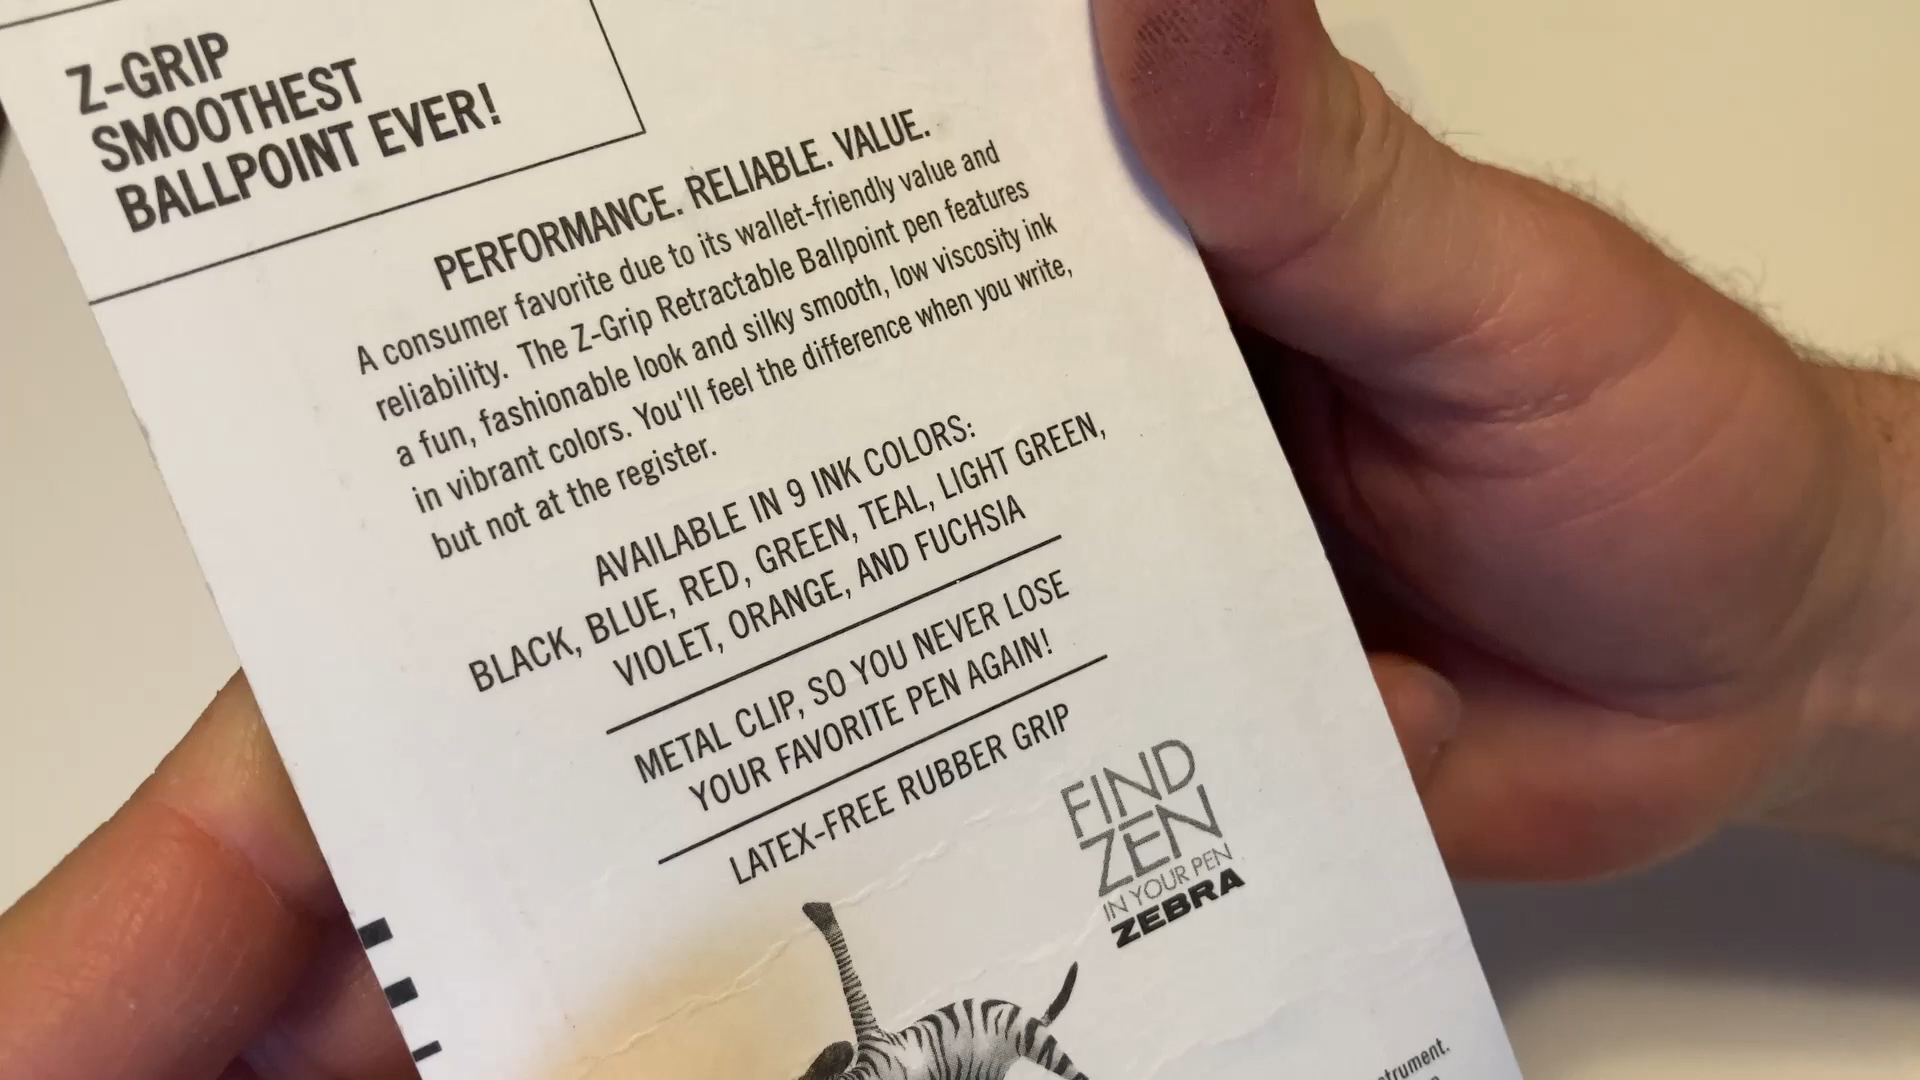 Z-GRIP
SMOOTHEST
BALLPOINT EVER!
PERFORMANCE. RELIABLE. VALUE.
A consumer favorite due to its wallet-friendly value and
reliability. The Z-Grip Retractable Ballpoint pen features
a fun, fashionable look and silky smooth, low viscosity ink
in vibrant colors. You'll feel the difference when you write,
but not at the register.
AVAILABLE IN 9 INK COLORS:
BLACK, BLUE, RED, GREEN, TEAL, LIGHT GREEN,
VIOLET, ORANGE, AND FUCHSIA
METAL CLIP, SO YOU NEVER LOSE
YOUR FAVORITE PEN AGAIN!
LATEX-FREE RUBBER GRIP
FIND
ZEN
IN YOUR PEN
ZEBRA